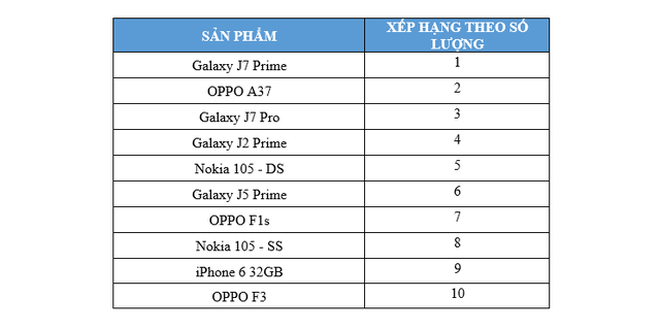 SẢN PHẨM
XẾP HẠNG THEO SỐ
LƯỢNG
Galaxy J7 Prime 1
OPPO A37 2
Galaxy J7 Pro 3
Galaxy J2 Prime 4
Nokia 105 - DS 5
Galaxy J5 Prime 6
OPPO F1s 7
Nokia 105 - SS 8
iPhone 6 32GB 9
OPPO F3 10